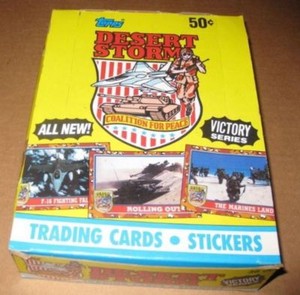 Topps
50¢
DESERT
STORM
COALITION FOR PEACE
ALL NEW!
VICTORY
SERIES
F-16 FIGHTING
ROLLING OUT
THE MARINES LAND
TRADING CARDS • STICKERS